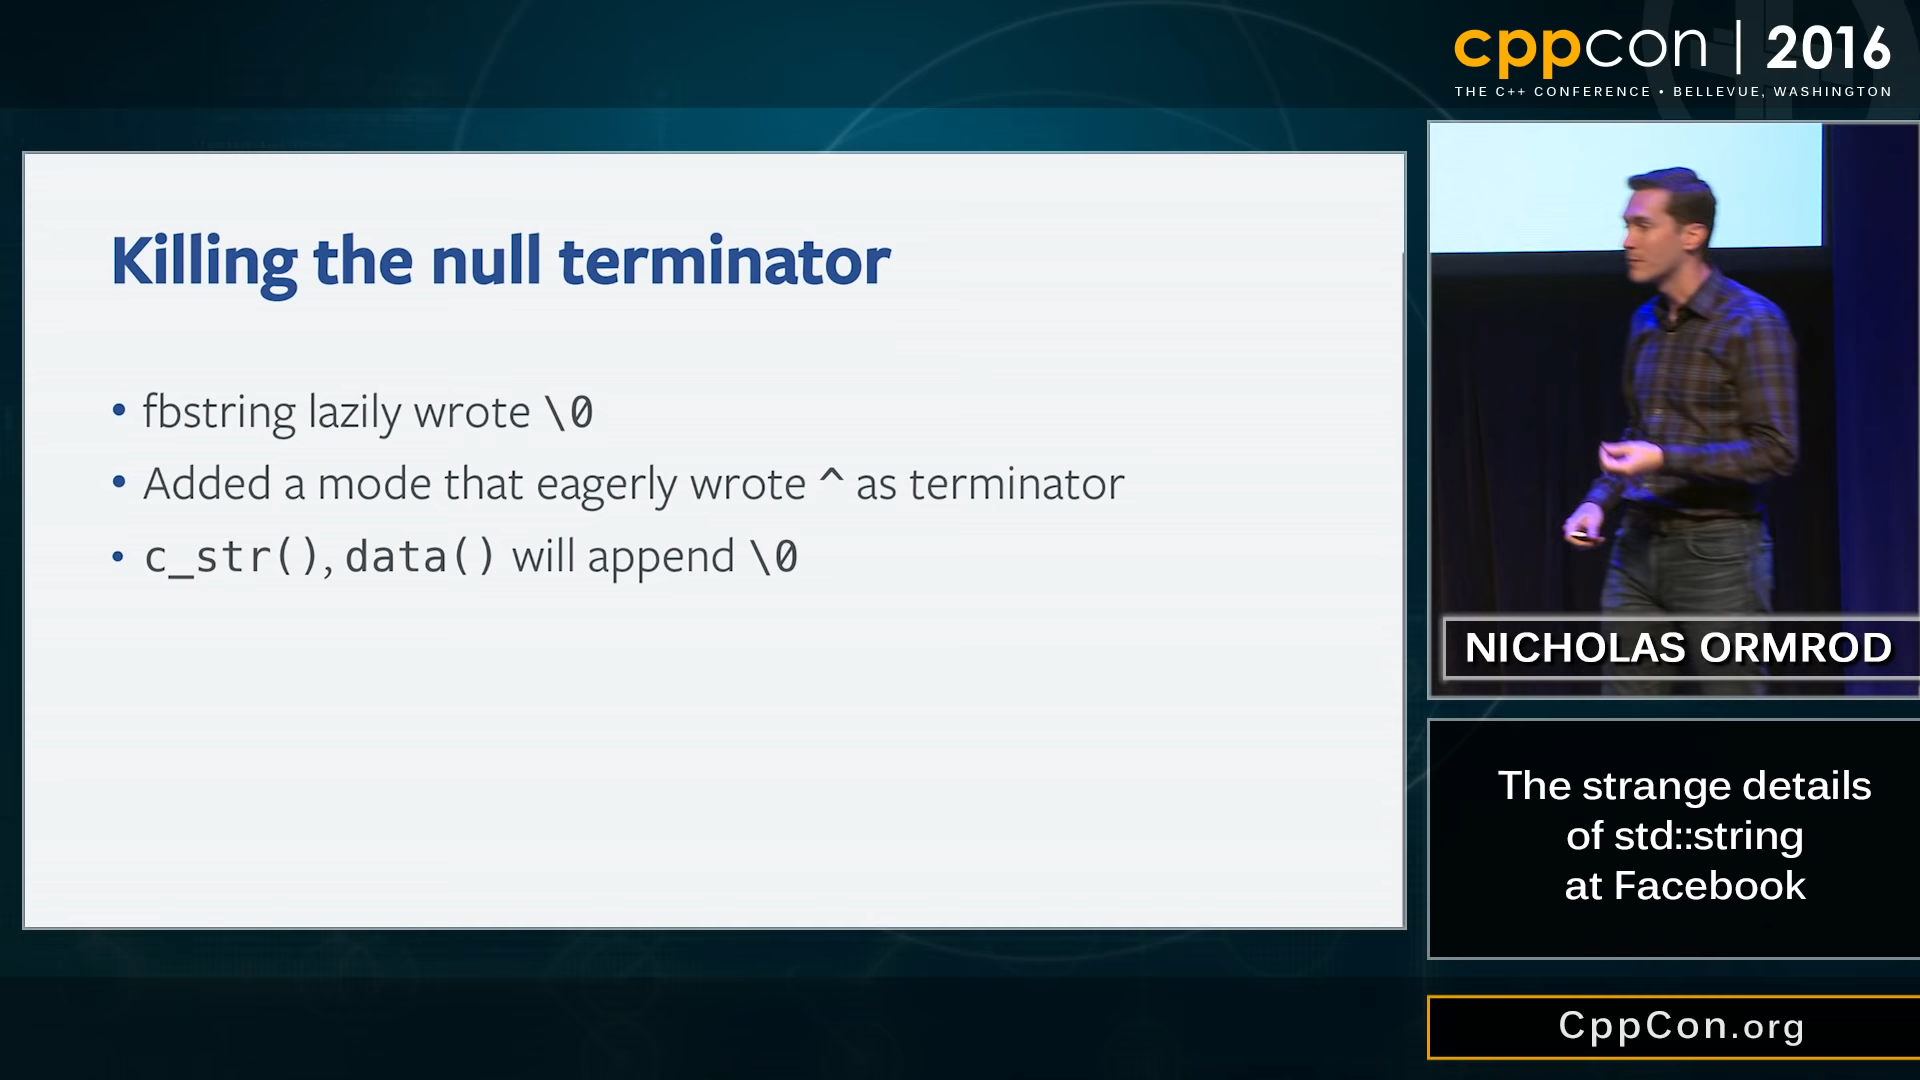 cppcon | 2016
THE C++ CONFERENCE • BELLEVUE, WASHINGTON
Killing the null terminator
• fbstring lazily wrote \0
• Added a mode that eagerly wrote ^ as terminator
• c_str(), data() will append \0
NICHOLAS ORMROD
The strange details
of std::string
at Facebook
CppCon.org